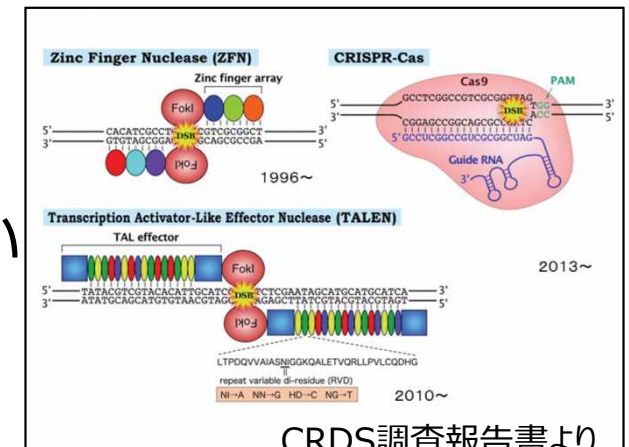 Zinc Finger Nuclease (ZFN)
Zinc finger array
FokI
5'
CACATCGCCT
DSB
CGTCGCGGCT
3'
3'
GTGTAGCGGA
GCAGCGCCGA
5'
FokI
1996～
CRISPR-Cas
Cas9
PAM
5'
3'
GCCTCGGCCGTCGCGG
DSB
TGG
ACC
3'
5'
CGGAGCCGGCAGCGC
5'GCCUCGGCCGUCGCGGCUAG
Guide RNA
3'
2013～
Transcription Activator-Like Effector Nuclease (TALEN)
TAL effector
FokI
5'
TATACGTCGTACACATTGCATCC
DSB
TCTCGAATAGCATGCATGCATCA
3'
3'
ATATGCAGCATGTGTAACGTAGG
AGAGCTTATCGTACGTACGTAGT
5'
FokI
LTPDQVVAIASNIGGKQALETVQRLLPVLCQDHG
repeat variable di-residue (RVD)
NI→A NN→G HD→C NG→T
2010～
い
CRDS調査報告書より